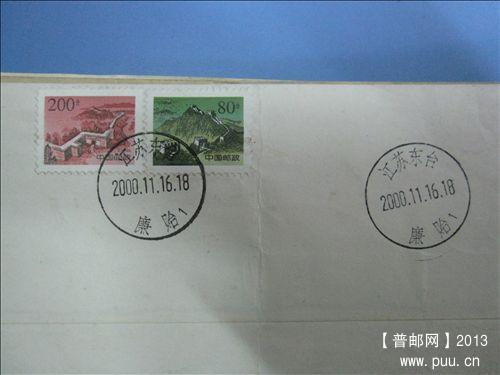 200分
80分
中国邮政
中国邮政
江苏东台
2000.11.16.18
廉贻1
江苏东台
2000.11.16.18
廉贻1
【普邮网】2013
www.puu.cn